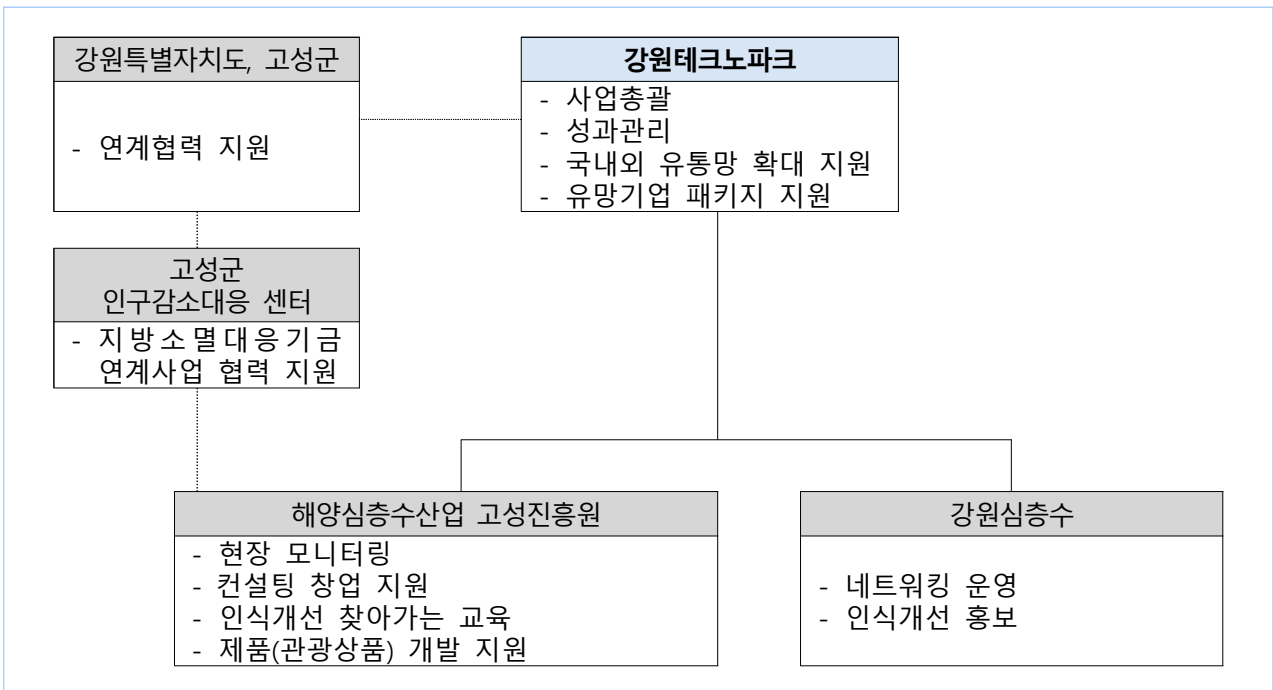 강원특별자치도, 고성군
- 연계협력 지원
강원테크노파크
- 사업총괄
- 성과관리
- 국내외 유통망 확대 지원
- 유망기업 패키지 지원
고성군
인구감소대응 센터
- 지방소멸대응기금
연계사업 협력 지원
해양심층수산업 고성진흥원
- 현장 모니터링
- 컨설팅 창업 지원
- 인식개선 찾아가는 교육
- 제품(관광상품) 개발 지원
강원심층수
- 네트워킹 운영
- 인식개선 홍보